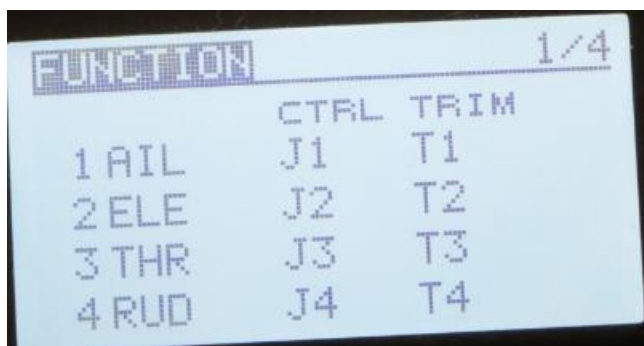 FUNCTION 1/4
CTRL TRIM
1 AIL J1 T1
2 ELE J2 T2
3 THR J3 T3
4 RUD J4 T4